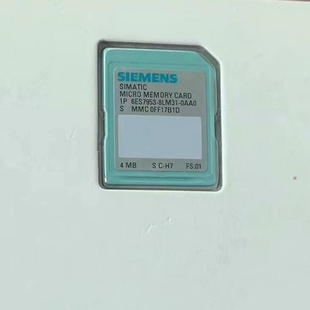 SIEMENS
SIMATIC
MICRO MEMORY CARD
1P 6ES7953-8LM31-0AA0
S MMC 0FF17B1D
4 MB S C-H7 FS:01